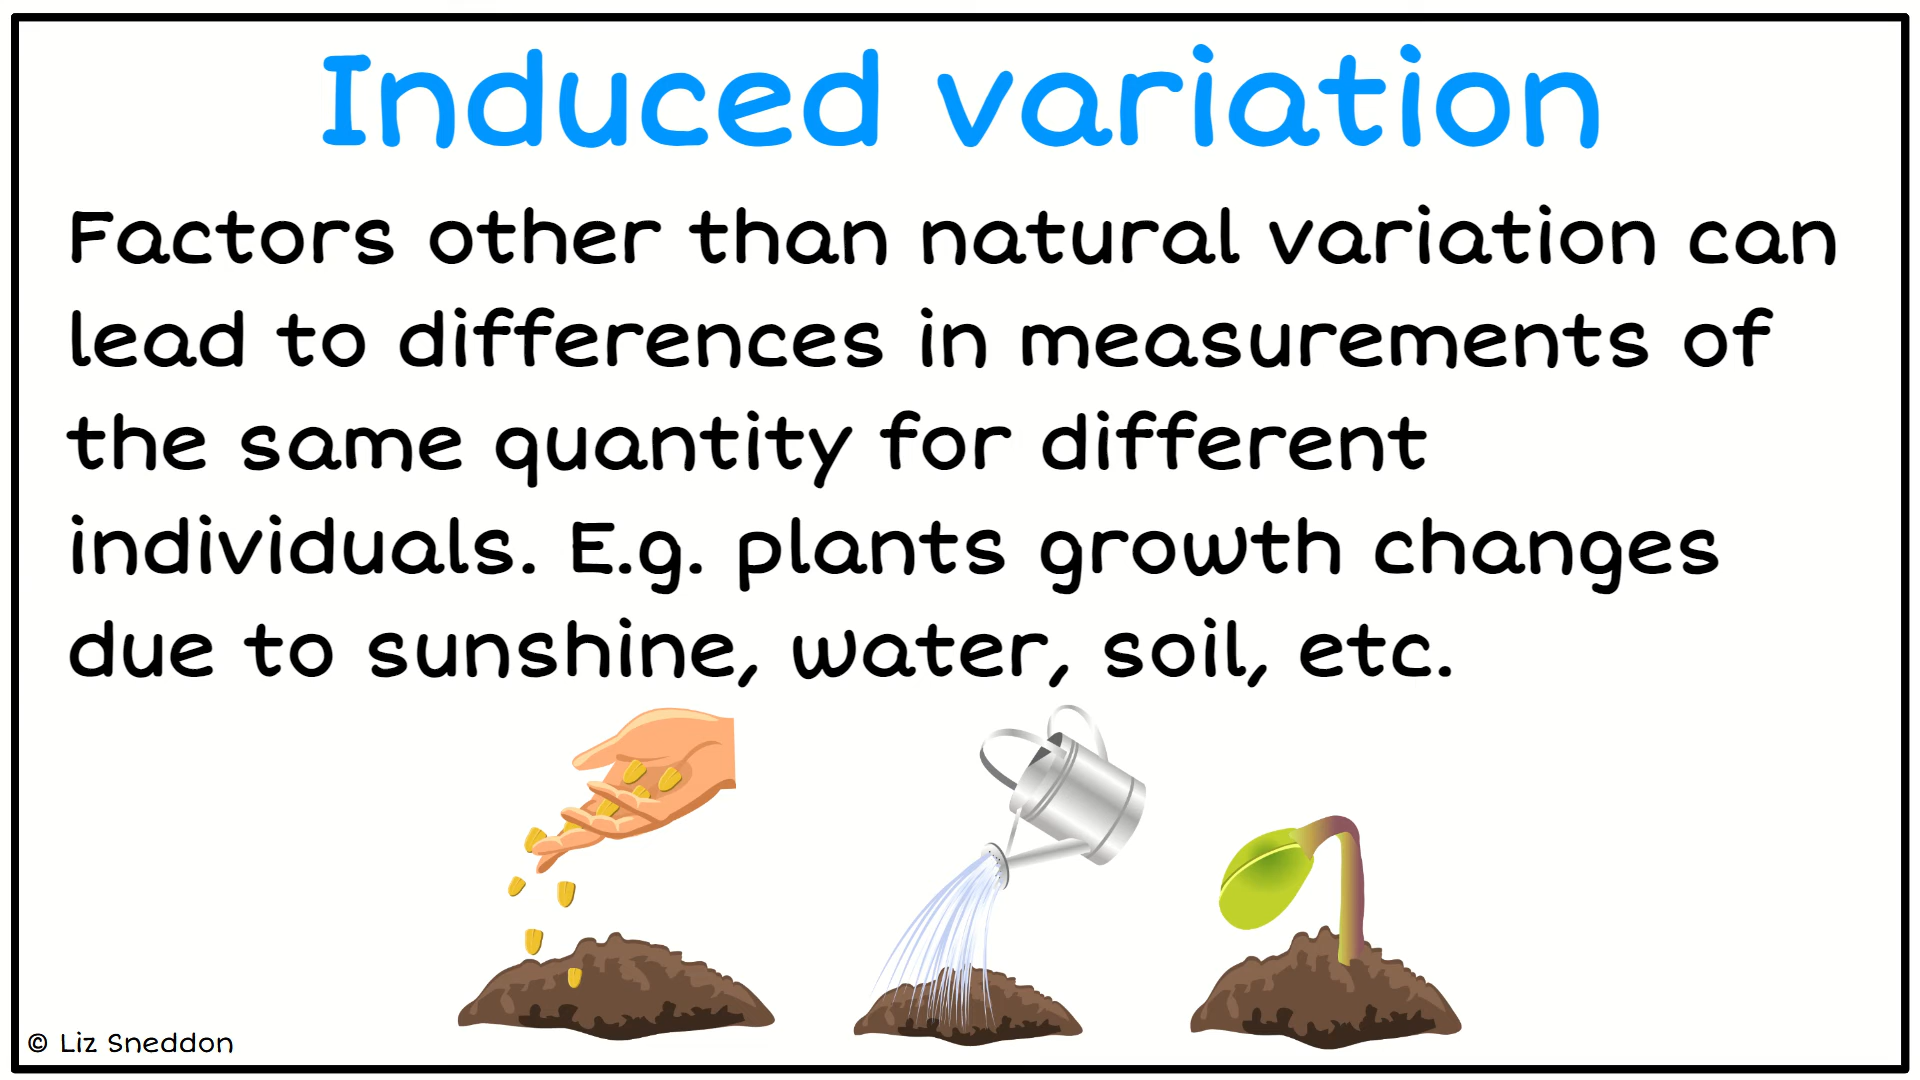 Induced variation
Factors other than natural variation can
lead to differences in measurements of
the same quantity for different
individuals. E.g. plants growth changes
due to sunshine, water, soil, etc.
© Liz Sneddon